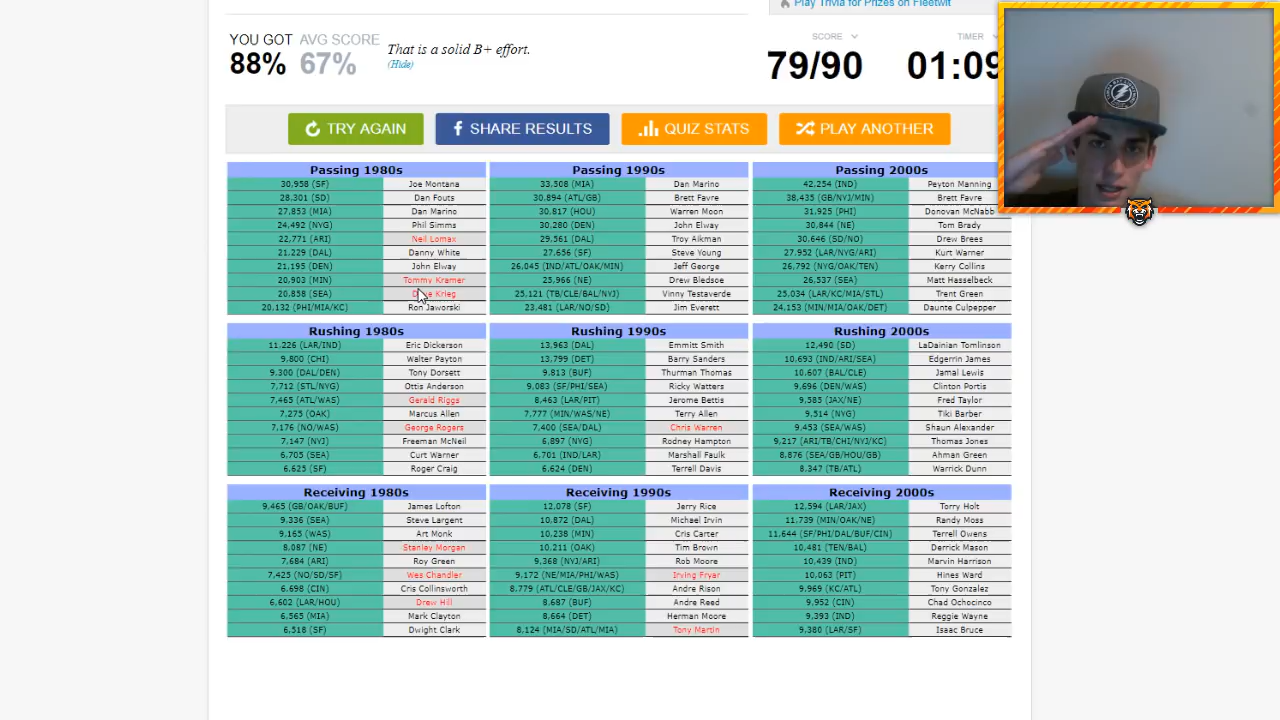 Play Trivia for Prizes on Fleetwit
YOU GOT AVG SCORE
88% 67%
That is a solid B+ effort.
(Hide)
SCORE TIMER
79/90 01:09
TRY AGAIN SHARE RESULTS QUIZ STATS PLAY ANOTHER
Passing 1980s Passing 1990s Passing 2000s
30,958 (SF) Joe Montana 33,508 (MIA) Dan Marino 42,254 (IND) Peyton Manning
28,301 (SD) Dan Fouts 30,894 (ATL/GB) Brett Favre 38,435 (GB/NYJ/MIN) Brett Favre
27,853 (MIA) Dan Marino 30,817 (HOU) Warren Moon 31,925 (PHI) Donovan McNabb
24,492 (NYG) Phil Simms 30,280 (DEN) John Elway 30,844 (NE) Tom Brady
22,771 (ARI) Neil Lomax 29,561 (DAL) Troy Aikman 30,646 (SD/NO) Drew Brees
21,229 (DAL) Danny White 27,656 (SF) Steve Young 27,952 (LAR/NYG/ARI) Kurt Warner
21,195 (DEN) John Elway 26,045 (IND/ATL/OAK/MIN) Jeff George 26,792 (NYG/OAK/TEN) Kerry Collins
20,903 (MIN) Tommy Kramer 25,966 (NE) Drew Bledsoe 26,537 (SEA) Matt Hasselbeck
20,858 (SEA) Krieg 25,121 (TB/CLE/BAL/NYJ) Vinny Testaverde 25,034 (LAR/KC/MIA/STL) Trent Green
20,132 (PHI/MIA/KC) Ron Jaworski 23,481 (LAR/NO/SD) Jim Everett 24,153 (MIN/MIA/OAK/DET) Daunte Culpepper
Rushing 1980s Rushing 1990s Rushing 2000s
11,226 (LAR/IND) Eric Dickerson 13,963 (DAL) Emmitt Smith 12,490 (SD) LaDainian Tomlinson
9,800 (CHI) Walter Payton 13,799 (DET) Barry Sanders 10,693 (IND/ARI/SEA) Edgerrin James
9,300 (DAL/DEN) Tony Dorsett 9,813 (BUF) Thurman Thomas 10,607 (BAL/CLE) Jamal Lewis
7,712 (STL/NYG) Ottis Anderson 9,083 (SF/PHI/SEA) Ricky Watters 9,696 (DEN/WAS) Clinton Portis
7,465 (ATL/WAS) Gerald Riggs 8,463 (LAR/PIT) Jerome Bettis 9,585 (JAX/NE) Fred Taylor
7,275 (OAK) Marcus Allen 7,777 (MIN/WAS/NE) Terry Allen 9,514 (NYG) Tiki Barber
7,176 (NO/WAS) George Rogers 7,400 (SEA/DAL) Chris Warren 9,453 (SEA/WAS) Shaun Alexander
7,147 (NYJ) Freeman McNeil 6,897 (NYG) Rodney Hampton 9,217 (ARI/TB/CHI/NYJ/KC) Thomas Jones
6,705 (SEA) Curt Warner 6,701 (IND/LAR) Marshall Faulk 8,876 (SEA/GB/HOU/GB) Ahman Green
6,625 (SF) Roger Craig 6,624 (DEN) Terrell Davis 8,347 (TB/ATL) Warrick Dunn
Receiving 1980s Receiving 1990s Receiving 2000s
9,465 (GB/OAK/BUF) James Lofton 12,078 (SF) Jerry Rice 12,594 (LAR/JAX) Torry Holt
9,336 (SEA) Steve Largent 10,872 (DAL) Michael Irvin 11,739 (MIN/OAK/NE) Randy Moss
9,165 (WAS) Art Monk 10,238 (MIN) Cris Carter 11,644 (SF/PHI/DAL/BUF/CIN) Terrell Owens
8,087 (NE) Stanley Morgan 10,211 (OAK) Tim Brown 10,481 (TEN/BAL) Derrick Mason
7,684 (ARI) Roy Green 9,368 (NYJ/ARI) Rob Moore 10,439 (IND) Marvin Harrison
7,425 (NO/SD/SF) Wes Chandler 9,172 (NE/MIA/PHI/WAS) Irving Fryar 10,063 (PIT) Hines Ward
6,698 (CIN) Cris Collinsworth 8,779 (ATL/CLE/GB/JAX/KC) Andre Rison 9,969 (KC/ATL) Tony Gonzalez
6,602 (LAR/HOU) Drew Hill 8,687 (BUF) Andre Reed 9,952 (CIN) Chad Ochocinco
6,565 (MIA) Mark Clayton 8,664 (DET) Herman Moore 9,393 (IND) Reggie Wayne
6,518 (SF) Dwight Clark 8,124 (MIA/SD/ATL/MIA) Tony Martin 9,380 (LAR/SF) Isaac Bruce